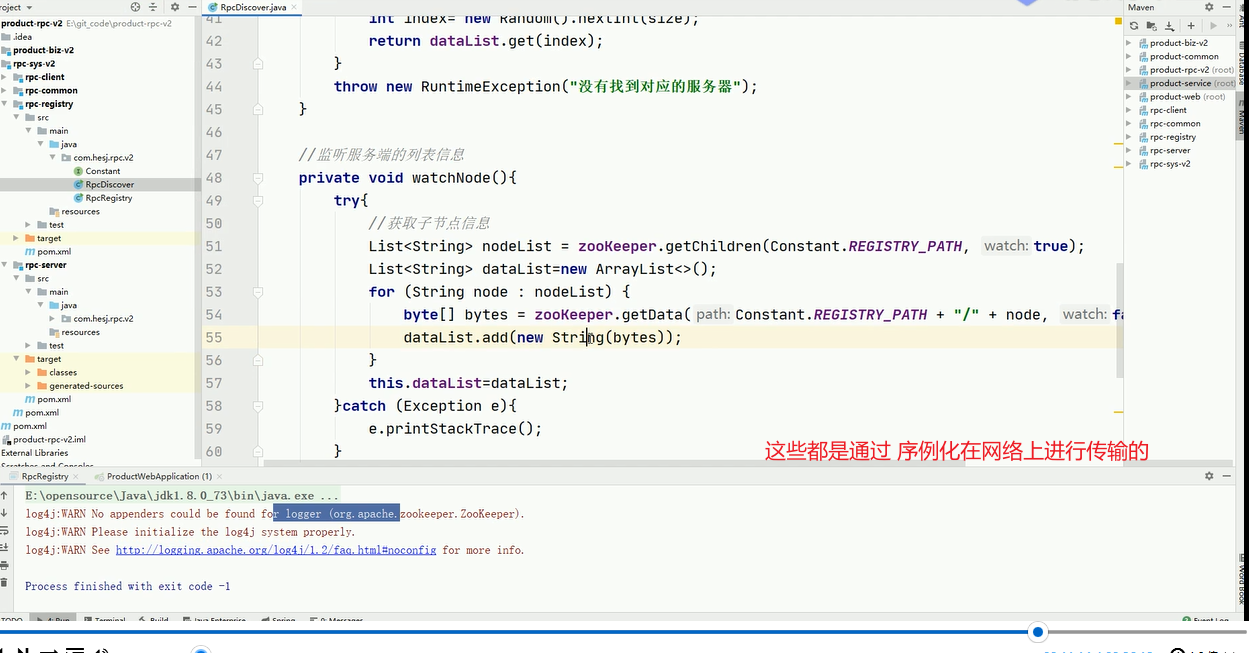 roject
RpcDiscover.java
Maven
product-rpc-v2 E:\git_code\product-rpc-v2
.idea
product-biz-v2
rpc-sys-v2
rpc-client
rpc-common
rpc-registry
src
main
java
com.hesj.rpc.v2
Constant
RpcDiscover
RpcRegistry
resources
test
target
pom.xml
rpc-server
src
main
java
com.hesj.rpc.v2
resources
test
target
classes
generated-sources
pom.xml
pom.xml
pom.xml
product-rpc-v2.iml
External Libraries
Scratches and Consoles
41 int index= new Random().nextInt(size);
42 return dataList.get(index);
43 }
44 throw new RuntimeException("没有找到对应的服务器");
45 }
46
47 //监听服务端的列表信息
48 private void watchNode(){
49 try{
50 //获取子节点信息
51 List<String> nodeList = zooKeeper.getChildren(Constant.REGISTRY_PATH, watch: true);
52 List<String> dataList=new ArrayList<>();
53 for (String node : nodeList) {
54 byte[] bytes = zooKeeper.getData( path: Constant.REGISTRY_PATH + "/" + node, watch: fa
55 dataList.add(new String(bytes));
56 }
57 this.dataList=dataList;
58 }catch (Exception e){
59 e.printStackTrace();
60 }
这些都是通过 序例化在网络上进行传输的
product-biz-v2
product-common
product-rpc-v2 (root)
product-service (root)
product-web (root)
rpc-client
rpc-common
rpc-registry
rpc-server
rpc-sys-v2
Ant
Database
Maven
Word Book
RpcRegistry
ProductWebApplication (1)
E:\opensource\Java\jdk1.8.0_73\bin\java.exe ...
log4j:WARN No appenders could be found for logger (org.apache.zookeeper.ZooKeeper).
log4j:WARN Please initialize the log4j system properly.
log4j:WARN See http://logging.apache.org/log4j/1.2/faq.html#noconfig for more info.
Process finished with exit code -1
TODO
4: Run
Terminal
Build
Java Enterprise
Spring
0: Messages
Event Log